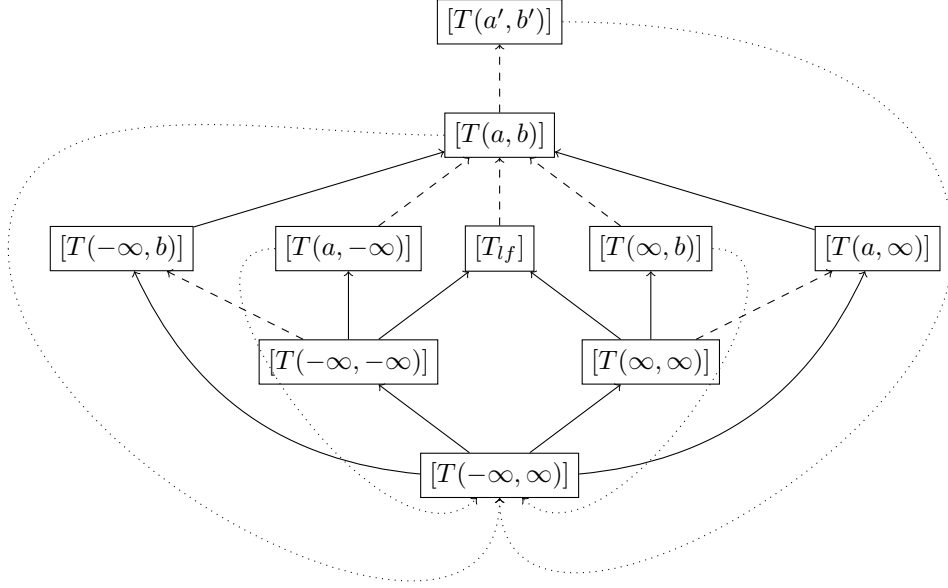 [T(a′, b′)]
[T(a, b)]
[T(−∞, b)] [T(a, −∞)] [T_{lf}] [T(∞, b)] [T(a, ∞)]
[T(−∞, −∞)] [T(∞, ∞)]
[T(−∞, ∞)]